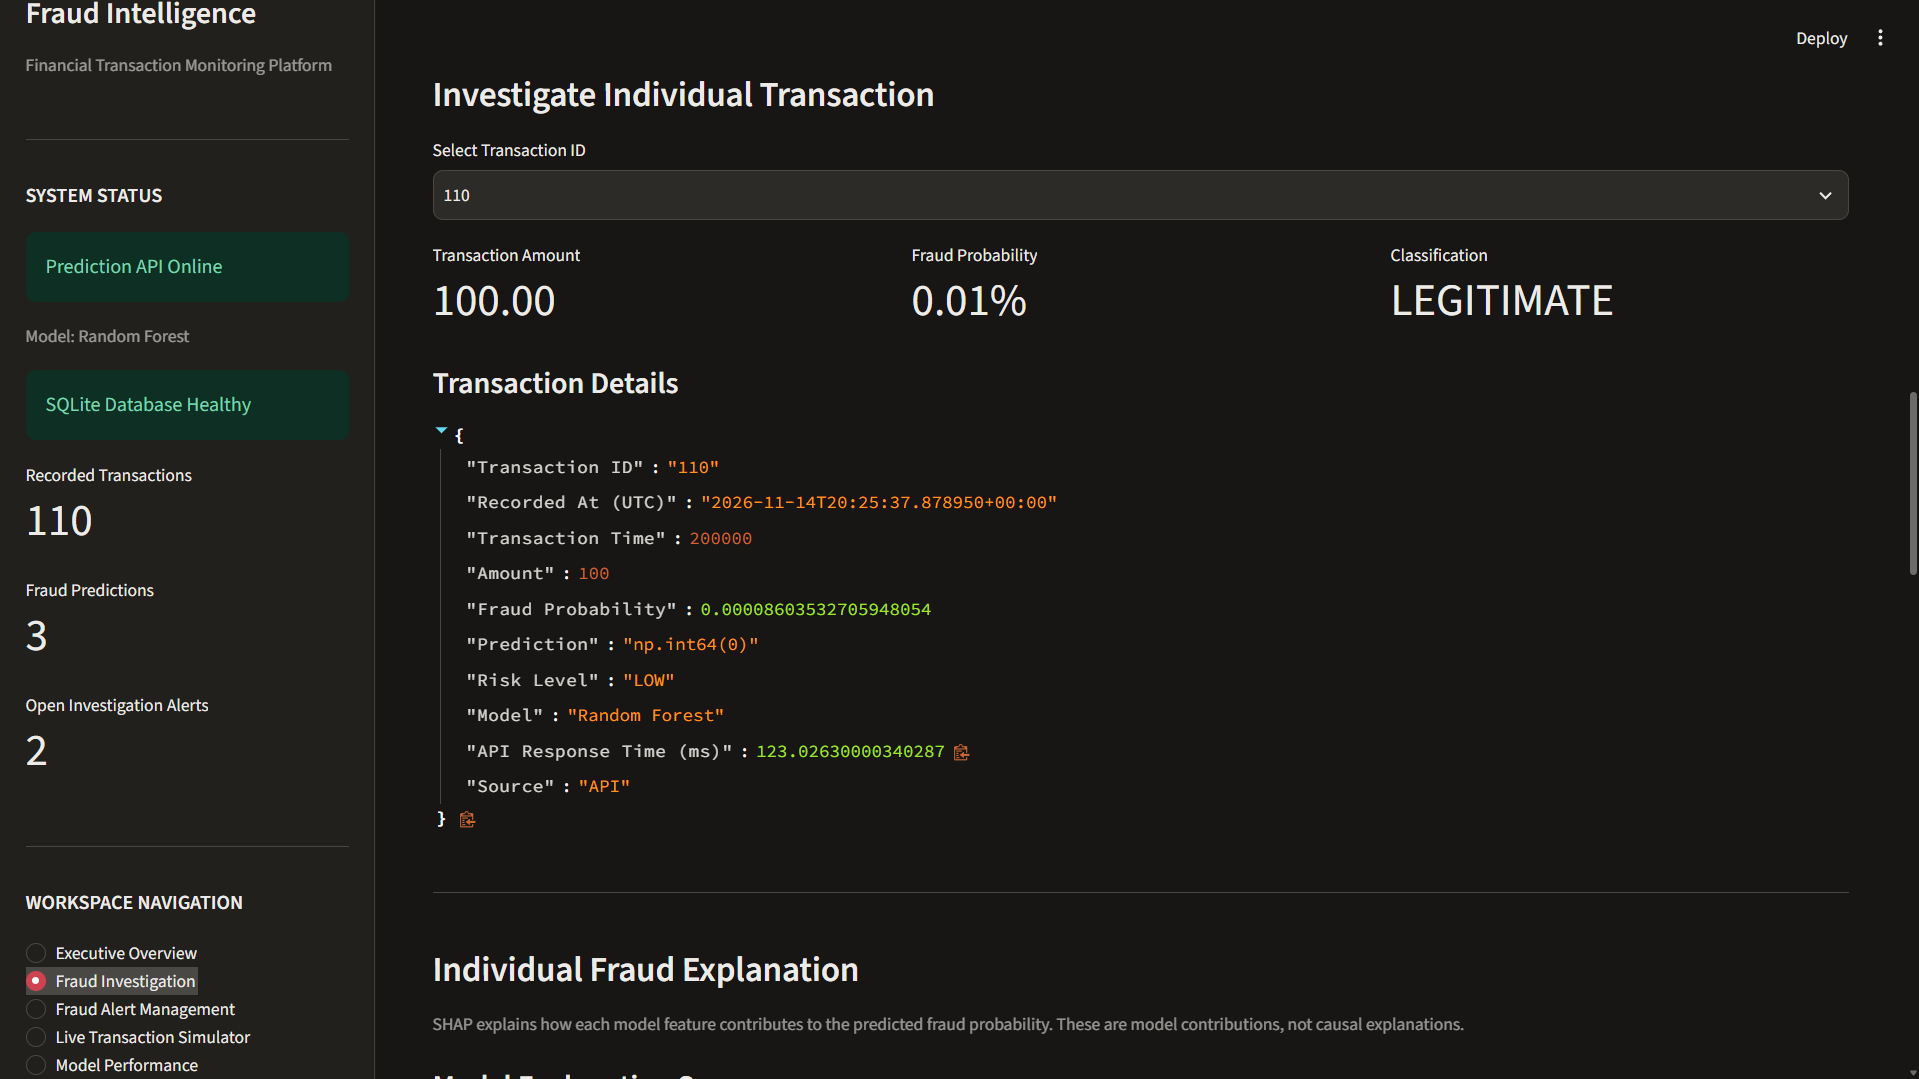 Fraud Intelligence
Financial Transaction Monitoring Platform
SYSTEM STATUS
Prediction API Online
Model: Random Forest
SQLite Database Healthy
Recorded Transactions
110
Fraud Predictions
3
Open Investigation Alerts
2
WORKSPACE NAVIGATION
Executive Overview
Fraud Investigation
Fraud Alert Management
Live Transaction Simulator
Model Performance
Deploy
Investigate Individual Transaction
Select Transaction ID
110
Transaction Amount
100.00
Fraud Probability
0.01%
Classification
LEGITIMATE
Transaction Details
{
"Transaction ID" : "110"
"Recorded At (UTC)" : "2026-11-14T20:25:37.878950+00:00"
"Transaction Time" : 200000
"Amount" : 100
"Fraud Probability" : 0.00008603532705948054
"Prediction" : "np.int64(0)"
"Risk Level" : "LOW"
"Model" : "Random Forest"
"API Response Time (ms)" : 123.02630000340287
"Source" : "API"
}
Individual Fraud Explanation
SHAP explains how each model feature contributes to the predicted fraud probability. These are model contributions, not causal explanations.